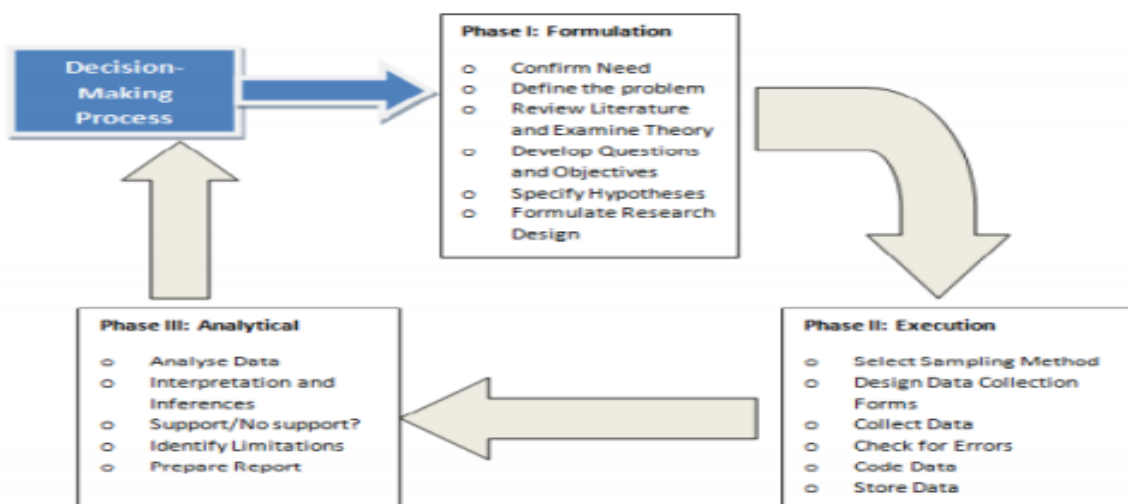 Decision-
Making
Process
Phase I: Formulation
o Confirm Need
o Define the problem
o Review Literature
and Examine Theory
o Develop Questions
and Objectives
o Specify Hypotheses
o Formulate Research
Design
Phase II: Execution
o Select Sampling Method
o Design Data Collection
Forms
o Collect Data
o Check for Errors
o Code Data
o Store Data
Phase III: Analytical
o Analyse Data
o Interpretation and
Inferences
o Support/No support?
o Identify Limitations
o Prepare Report